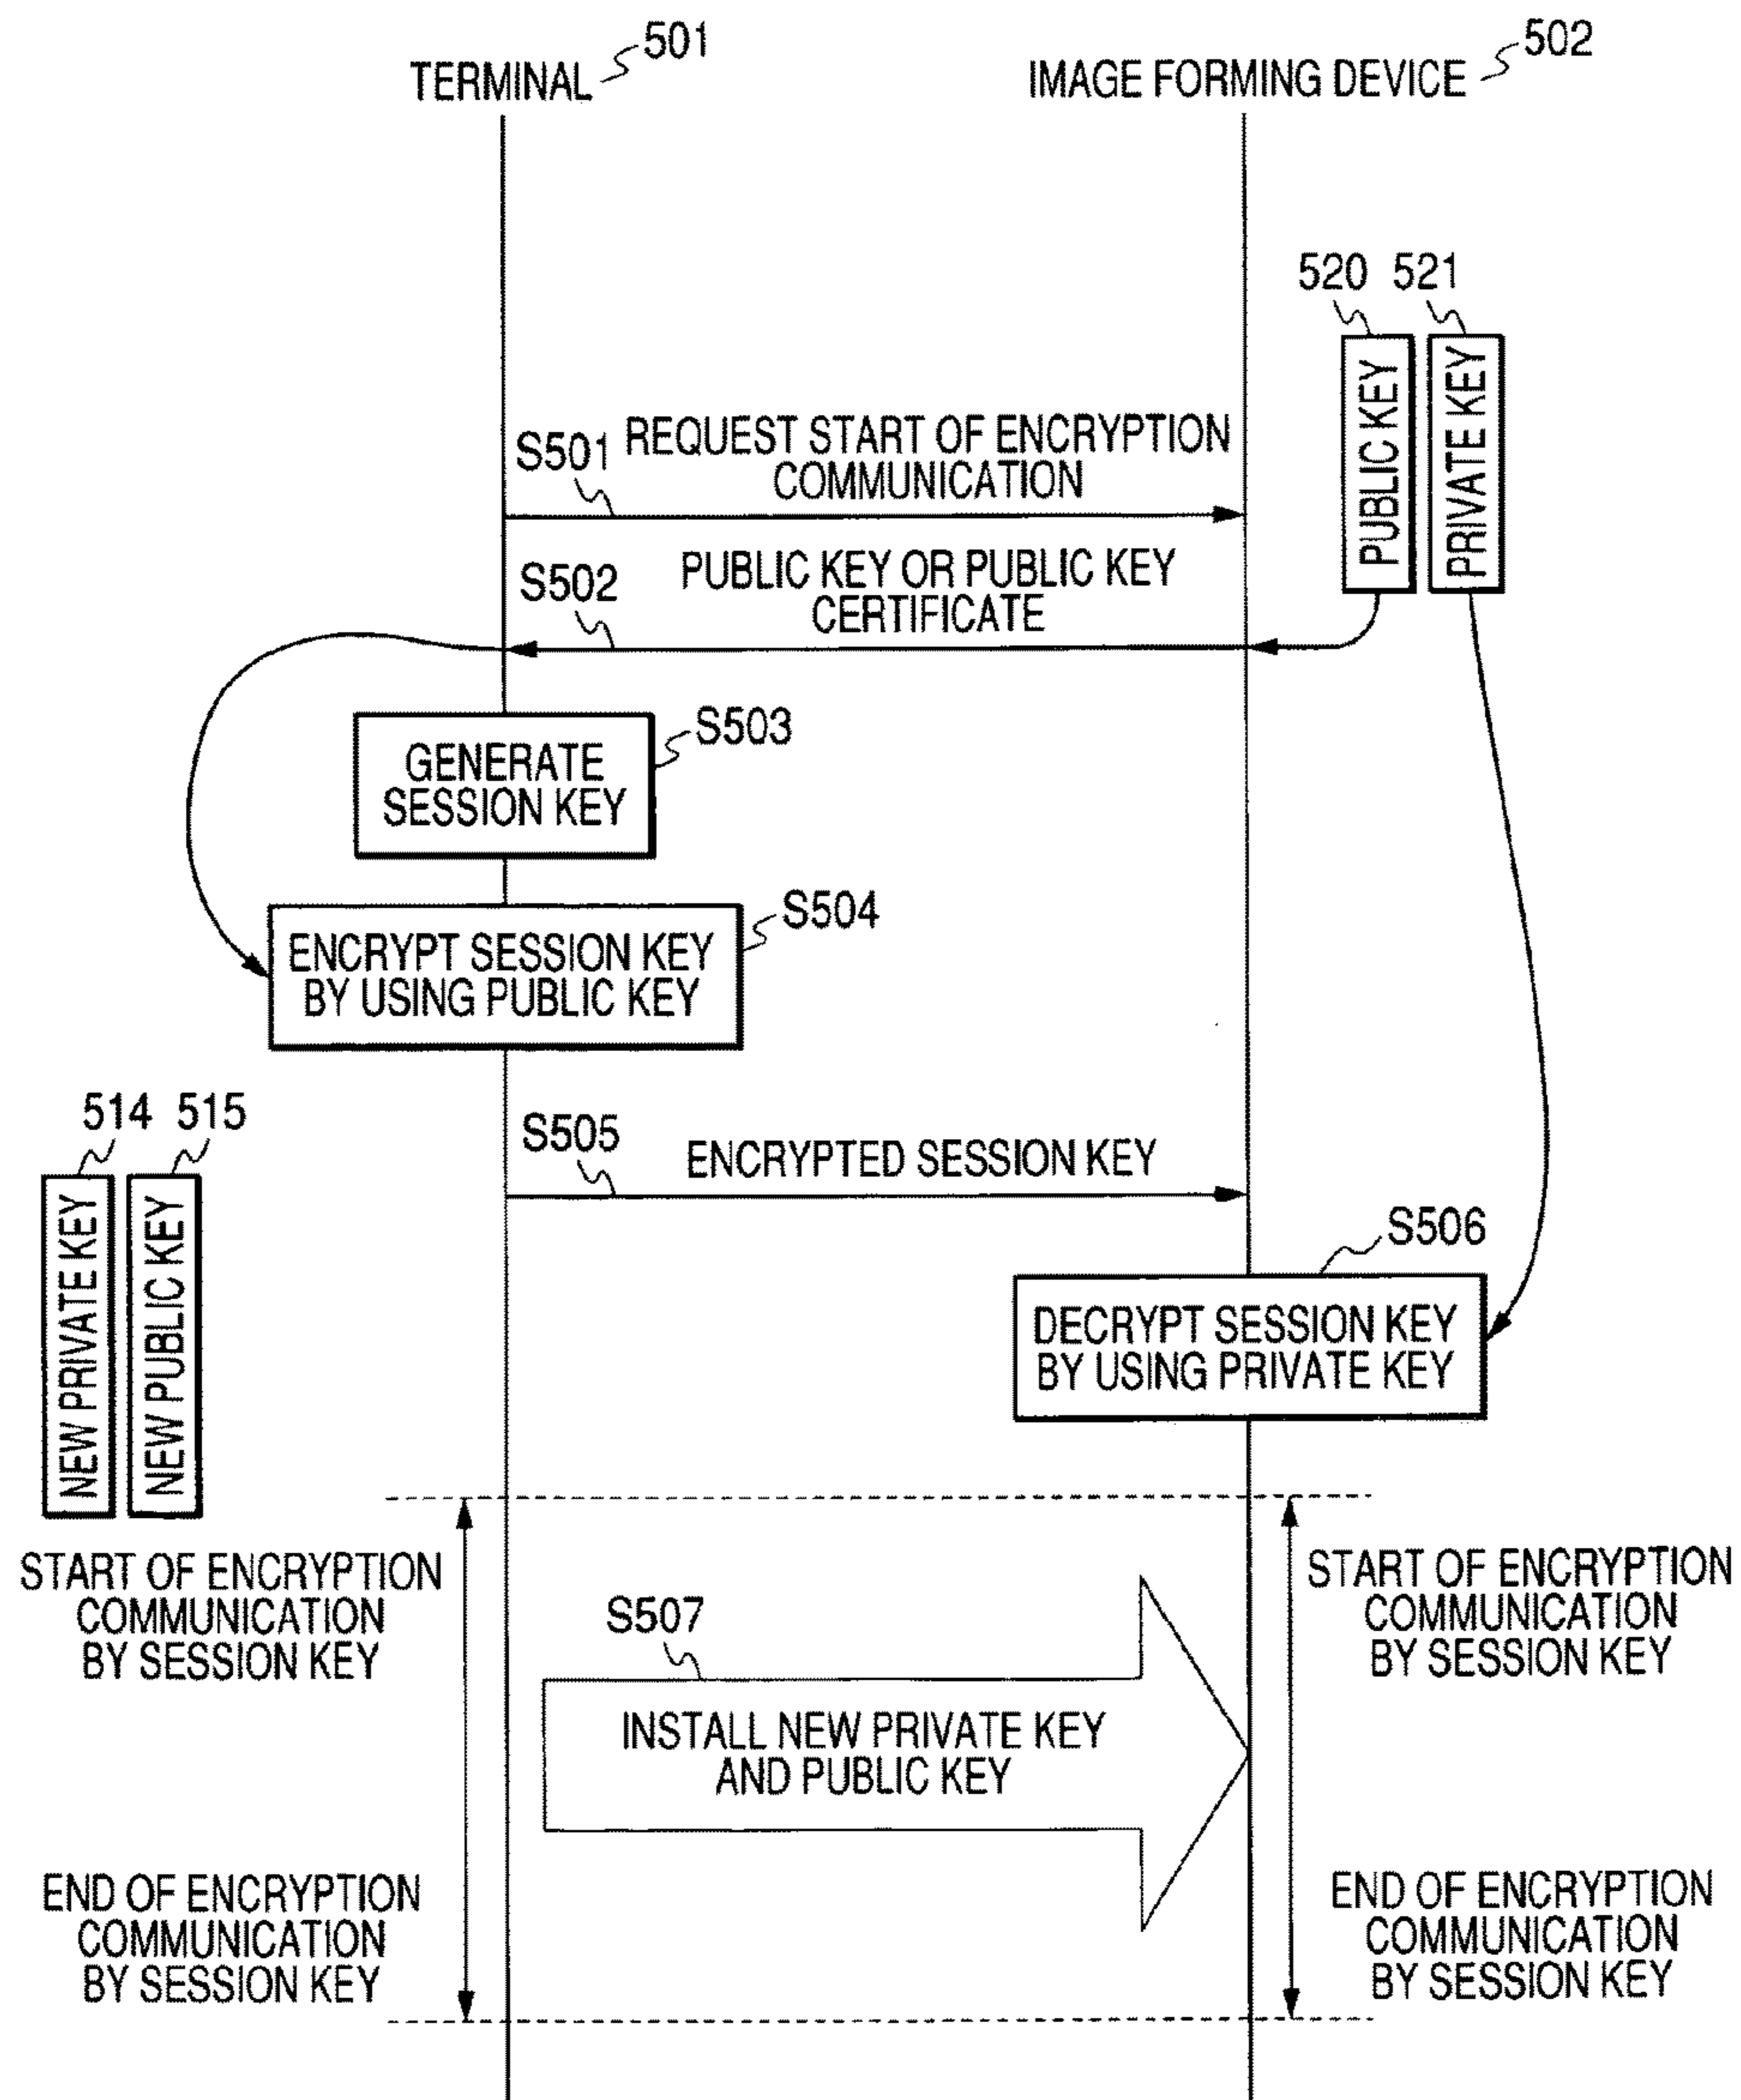 501
TERMINAL
502
IMAGE FORMING DEVICE
520
521
PUBLIC KEY
PRIVATE KEY
S501
REQUEST START OF ENCRYPTION
COMMUNICATION
S502
PUBLIC KEY OR PUBLIC KEY
CERTIFICATE
S503
GENERATE
SESSION KEY
S504
ENCRYPT SESSION KEY
BY USING PUBLIC KEY
514
515
NEW PRIVATE KEY
NEW PUBLIC KEY
S505
ENCRYPTED SESSION KEY
S506
DECRYPT SESSION KEY
BY USING PRIVATE KEY
START OF ENCRYPTION
COMMUNICATION
BY SESSION KEY
START OF ENCRYPTION
COMMUNICATION
BY SESSION KEY
S507
INSTALL NEW PRIVATE KEY
AND PUBLIC KEY
END OF ENCRYPTION
COMMUNICATION
BY SESSION KEY
END OF ENCRYPTION
COMMUNICATION
BY SESSION KEY